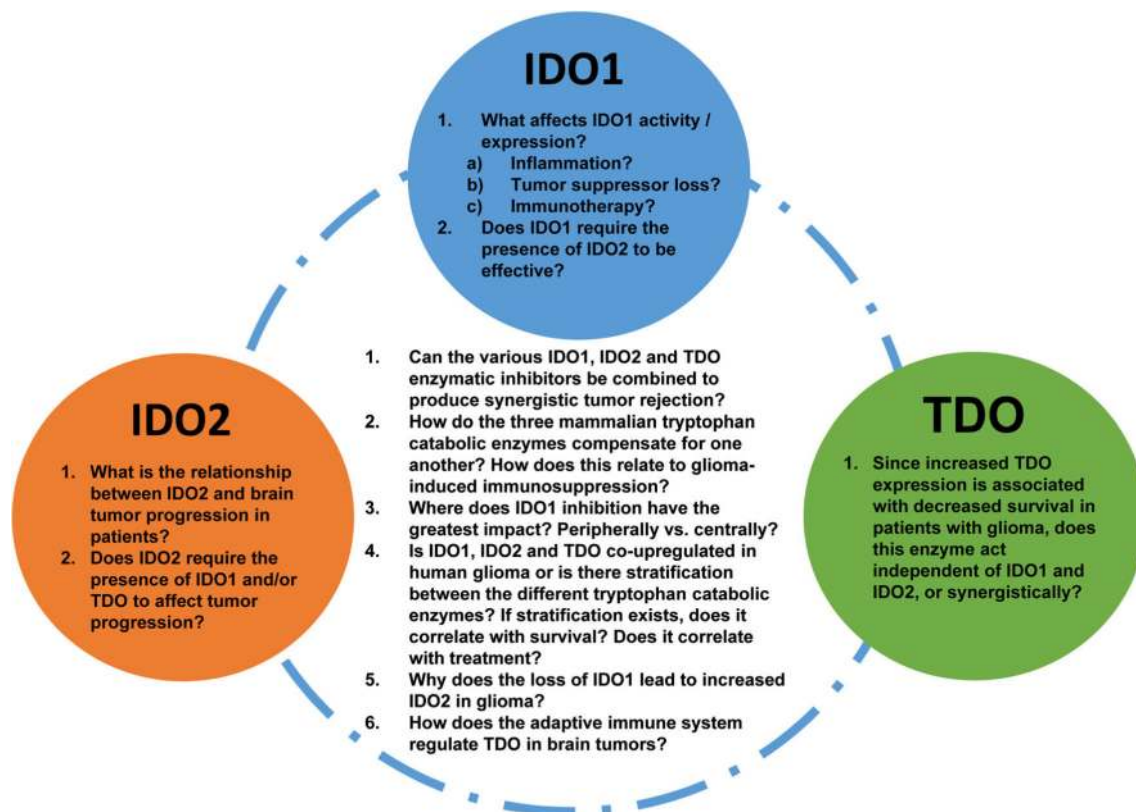 IDO1
1. What affects IDO1 activity /
expression?
a) Inflammation?
b) Tumor suppressor loss?
c) Immunotherapy?
2. Does IDO1 require the
presence of IDO2 to be
effective?
IDO2
1. What is the relationship
between IDO2 and brain
tumor progression in
patients?
2. Does IDO2 require the
presence of IDO1 and/or
TDO to affect tumor
progression?
1. Can the various IDO1, IDO2 and TDO
enzymatic inhibitors be combined to
produce synergistic tumor rejection?
2. How do the three mammalian tryptophan
catabolic enzymes compensate for one
another? How does this relate to glioma-
induced immunosuppression?
3. Where does IDO1 inhibition have the
greatest impact? Peripherally vs. centrally?
4. Is IDO1, IDO2 and TDO co-upregulated in
human glioma or is there stratification
between the different tryptophan catabolic
enzymes? If stratification exists, does it
correlate with survival? Does it correlate
with treatment?
5. Why does the loss of IDO1 lead to increased
IDO2 in glioma?
6. How does the adaptive immune system
regulate TDO in brain tumors?
TDO
1. Since increased TDO
expression is associated
with decreased survival in
patients with glioma, does
this enzyme act
independent of IDO1 and
IDO2, or synergistically?